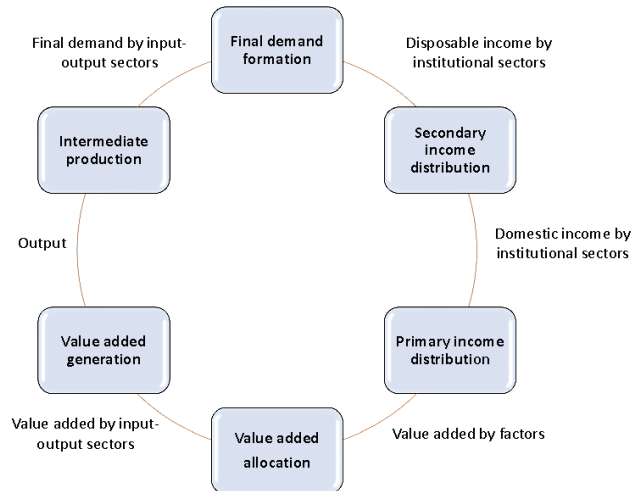 Final demand by input-
output sectors
Final demand
formation
Disposable income by
institutional sectors
Intermediate
production
Secondary
income
distribution
Output
Domestic income by
institutional sectors
Value added
generation
Primary income
distribution
Value added by input-
output sectors
Value added
allocation
Value added by factors